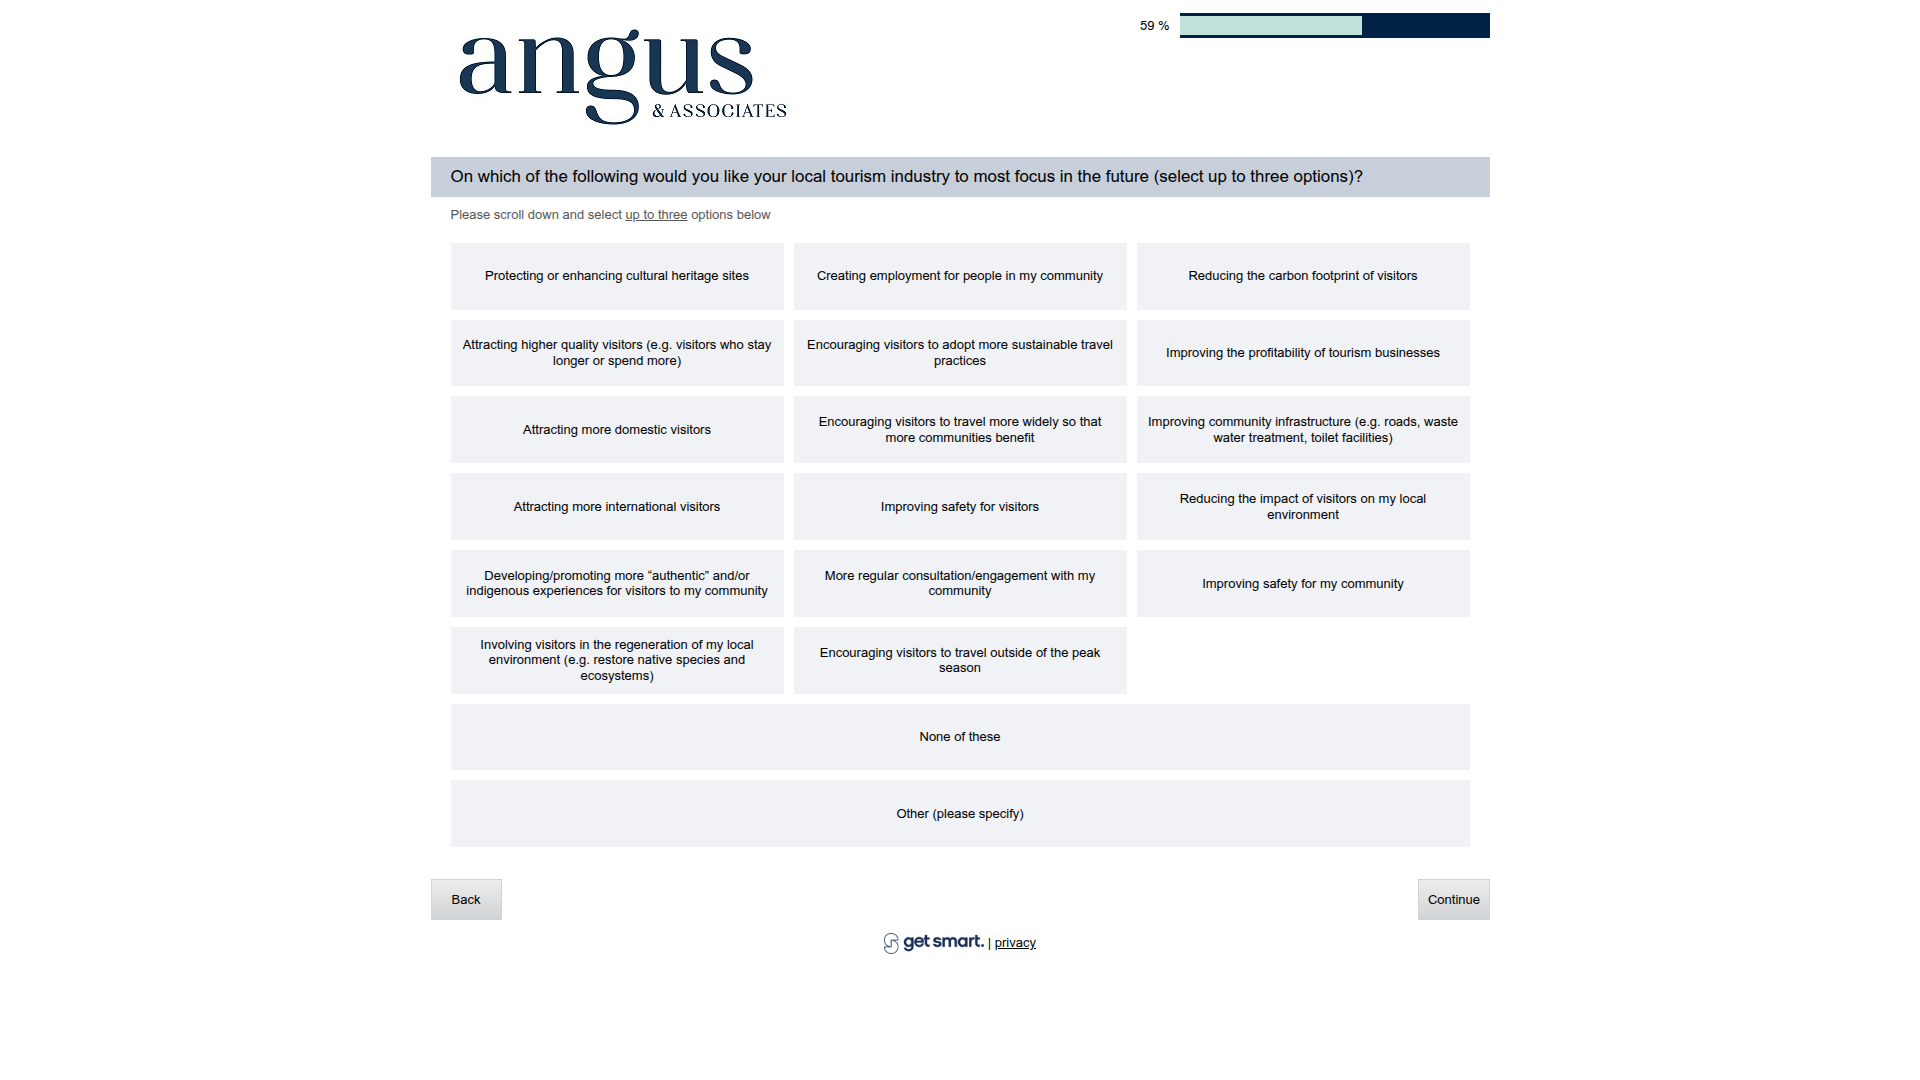 angus
& ASSOCIATES
59 %
On which of the following would you like your local tourism industry to most focus in the future (select up to three options)?
Please scroll down and select up to three options below
Protecting or enhancing cultural heritage sites
Creating employment for people in my community
Reducing the carbon footprint of visitors
Attracting higher quality visitors (e.g. visitors who stay
longer or spend more)
Encouraging visitors to adopt more sustainable travel
practices
Improving the profitability of tourism businesses
Attracting more domestic visitors
Encouraging visitors to travel more widely so that
more communities benefit
Improving community infrastructure (e.g. roads, waste
water treatment, toilet facilities)
Attracting more international visitors
Improving safety for visitors
Reducing the impact of visitors on my local
environment
Developing/promoting more “authentic” and/or
indigenous experiences for visitors to my community
More regular consultation/engagement with my
community
Improving safety for my community
Involving visitors in the regeneration of my local
environment (e.g. restore native species and
ecosystems)
Encouraging visitors to travel outside of the peak
season
None of these
Other (please specify)
Back
Continue
get smart. | privacy